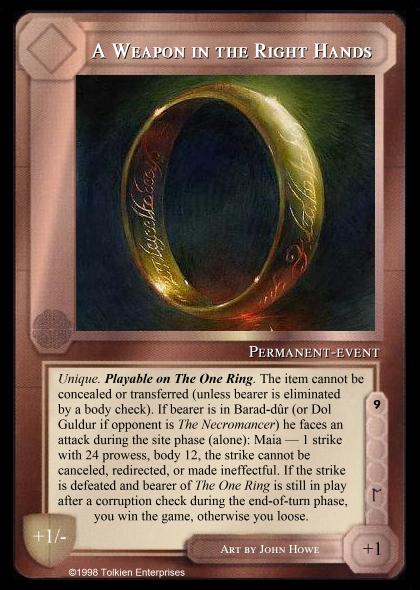 A Weapon in the Right Hands
Permanent-event
Unique. Playable on The One Ring. The item cannot be
concealed or transferred (unless bearer is eliminated
by a body check). If bearer is in Barad-dûr (or Dol
Guldur if opponent is The Necromancer) he faces an
attack during the site phase (alone): Maia — 1 strike
with 24 prowess, body 12, the strike cannot be
canceled, redirected, or made ineffectful. If the strike
is defeated and bearer of The One Ring is still in play
after a corruption check during the end-of-turn phase,
you win the game, otherwise you loose.
9
+1/-
Art by John Howe
+1
©1998 Tolkien Enterprises